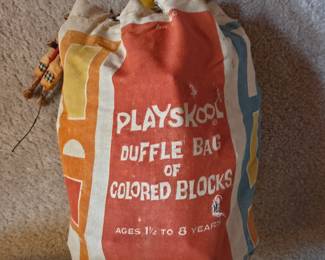 PLAYSKOOL
DUFFLE BAG
OF
COLORED BLOCKS
AGES 1½ TO 8 YEARS